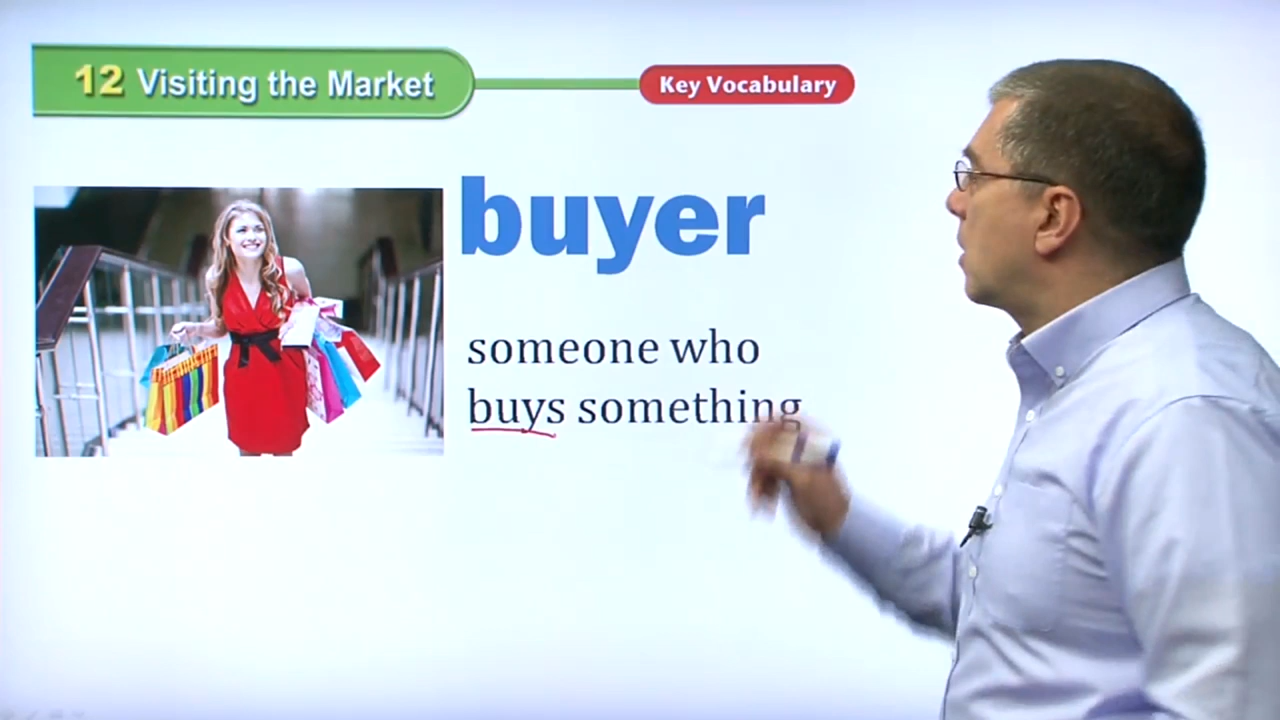 12 Visiting the Market
Key Vocabulary
buyer
someone who
buys something